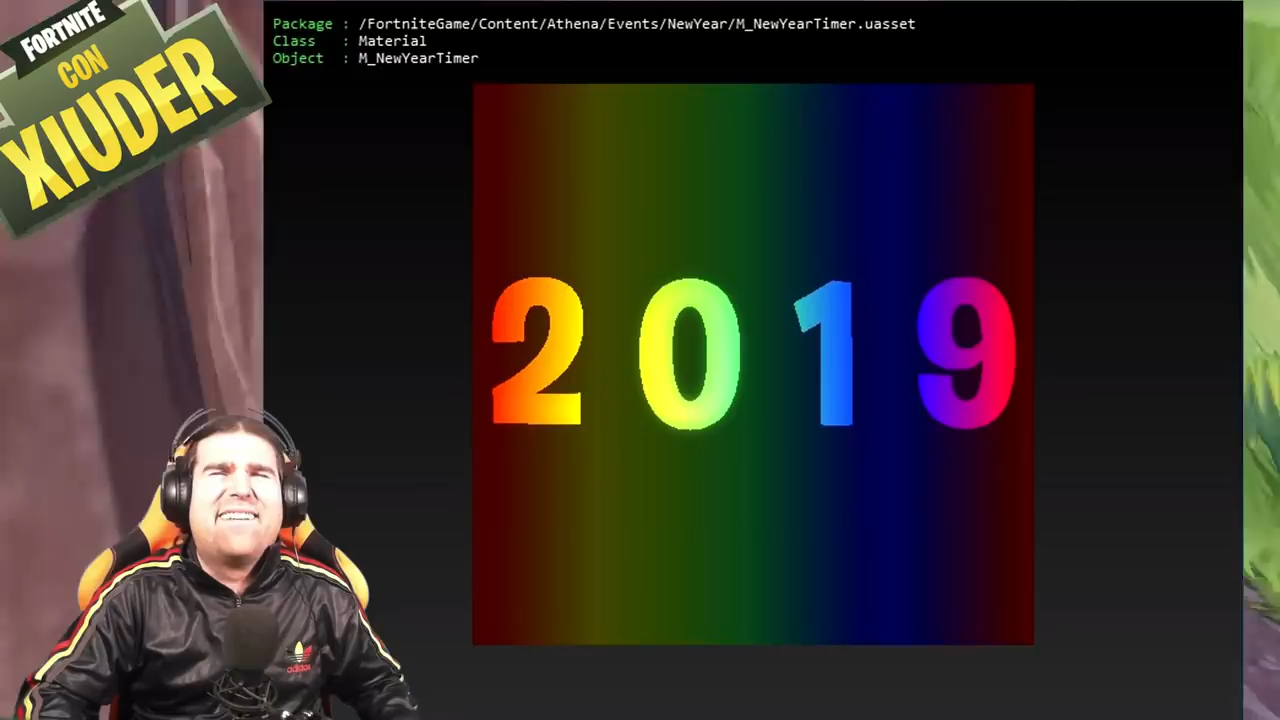 FORTNITE
CON
XIUDER
Package : /FortniteGame/Content/Athena/Events/NewYear/M_NewYearTimer.uasset
Class : Material
Object : M_NewYearTimer
2019
adidas